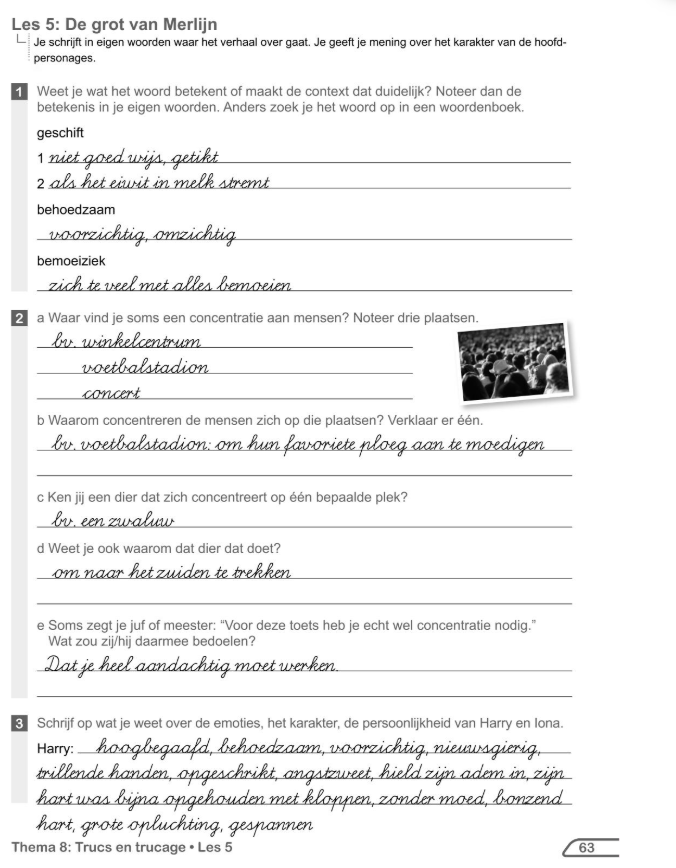 Les 5: De grot van Merlijn
Je schrijft in eigen woorden waar het verhaal over gaat. Je geeft je mening over het karakter van de hoofd-
personages.
1 Weet je wat het woord betekent of maakt de context dat duidelijk? Noteer dan de
betekenis in je eigen woorden. Anders zoek je het woord op in een woordenboek.
geschift
1 niet goed wijs, getikt
2 als het eiwit in melk stremt
behoedzaam
voorzichtig, omzichtig
bemoeiziek
zich te veel met alles bemoeien
2 a Waar vind je soms een concentratie aan mensen? Noteer drie plaatsen.
bv. winkelcentrum
voetbalstadion
concert
b Waarom concentreren de mensen zich op die plaatsen? Verklaar er één.
bv. voetbalstadion: om hun favoriete ploeg aan te moedigen
c Ken jij een dier dat zich concentreert op één bepaalde plek?
bv. een zwaluw
d Weet je ook waarom dat dier dat doet?
om naar het zuiden te trekken
e Soms zegt je juf of meester: “Voor deze toets heb je echt wel concentratie nodig.”
Wat zou zij/hij daarmee bedoelen?
Dat je heel aandachtig moet werken.
3 Schrijf op wat je weet over de emoties, het karakter, de persoonlijkheid van Harry en Iona.
Harry: hoogbegaafd, behoedzaam, voorzichtig, nieuwsgierig,
trillende handen, opgeschrikt, angstzweet, hield zijn adem in, zijn
hart was bijna opgehouden met kloppen, zonder moed, bonzend
hart, grote opluchting, gespannen
Thema 8: Trucs en trucage • Les 5
63